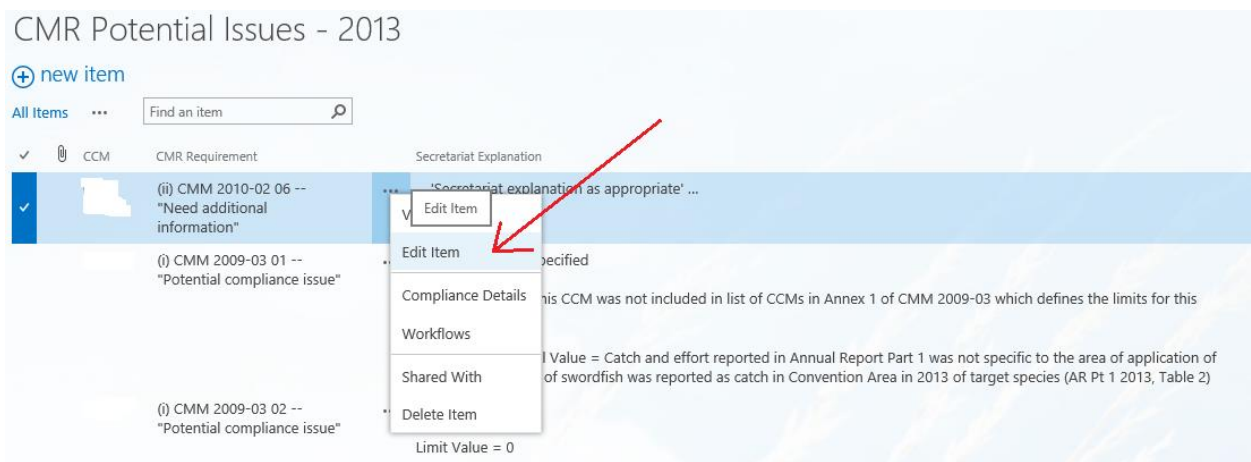 CMR Potential Issues - 2013
new item
All Items ... Find an item
CCM CMR Requirement Secretariat Explanation
(ii) CMM 2010-02 06 --
"Need additional
information"
... 'Secretariat explanation as appropriate' ...
V
Edit Item
Edit Item
Compliance Details
Workflows
Shared With
Delete Item
(i) CMM 2009-03 01 --
"Potential compliance issue"
pecified
his CCM was not included in list of CCMs in Annex 1 of CMM 2009-03 which defines the limits for this
l Value = Catch and effort reported in Annual Report Part 1 was not specific to the area of application of
of swordfish was reported as catch in Convention Area in 2013 of target species (AR Pt 1 2013, Table 2)
(i) CMM 2009-03 02 --
"Potential compliance issue"
Limit Value = 0